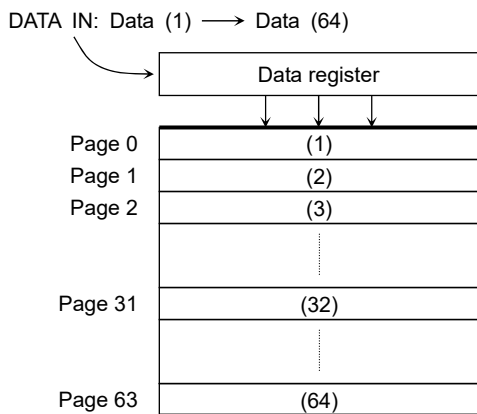 DATA IN: Data (1) → Data (64)
Data register
Page 0 (1)
Page 1 (2)
Page 2 (3)
Page 31 (32)
Page 63 (64)